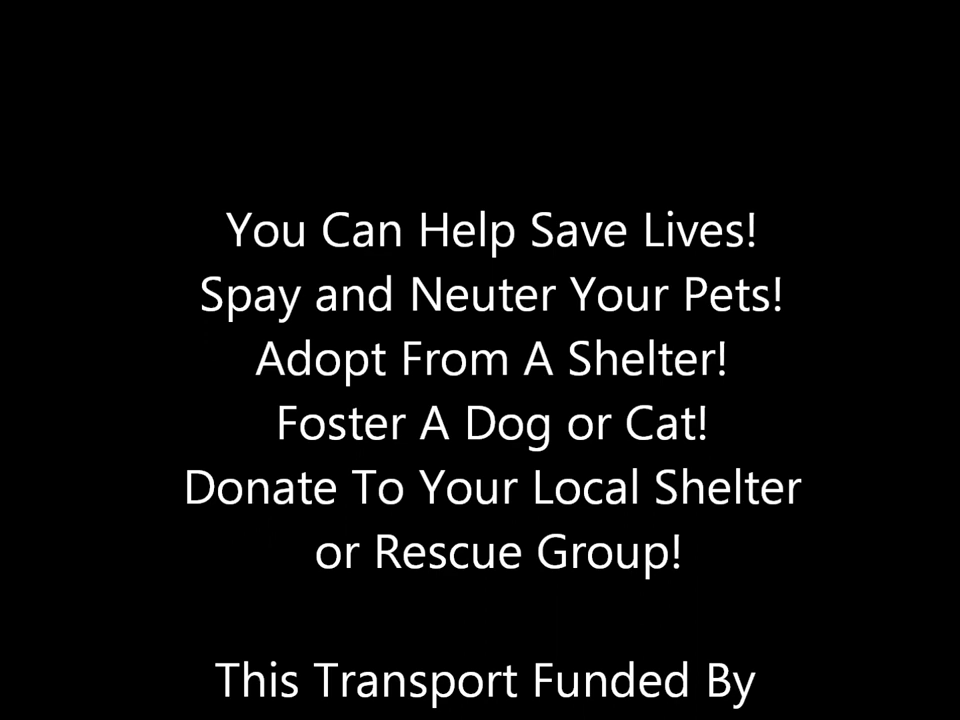 You Can Help Save Lives!
Spay and Neuter Your Pets!
Adopt From A Shelter!
Foster A Dog or Cat!
Donate To Your Local Shelter
or Rescue Group!
This Transport Funded By